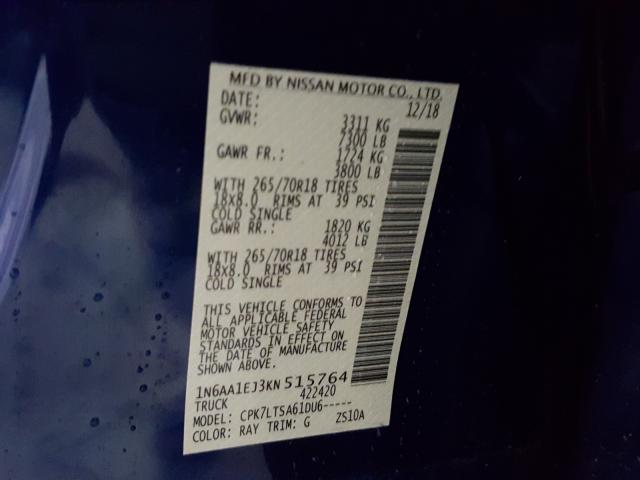 MFD BY NISSAN MOTOR CO., LTD.
DATE: 12/18
GVWR: 3311 KG
7300 LB
GAWR FR.: 1724 KG
3800 LB
WITH 265/70R18 TIRES
18X8.0 RIMS AT 39 PSI
COLD SINGLE
GAWR RR.: 1820 KG
4012 LB
WITH 265/70R18 TIRES
18X8.0 RIMS AT 39 PSI
COLD SINGLE
THIS VEHICLE CONFORMS TO
ALL APPLICABLE FEDERAL
MOTOR VEHICLE SAFETY
STANDARDS IN EFFECT ON
THE DATE OF MANUFACTURE
SHOWN ABOVE.
1N6AA1EJ3KN 515764
TRUCK 422420
MODEL: CPK7LTSA61DU6-----
COLOR: RAY TRIM: G ZS10A